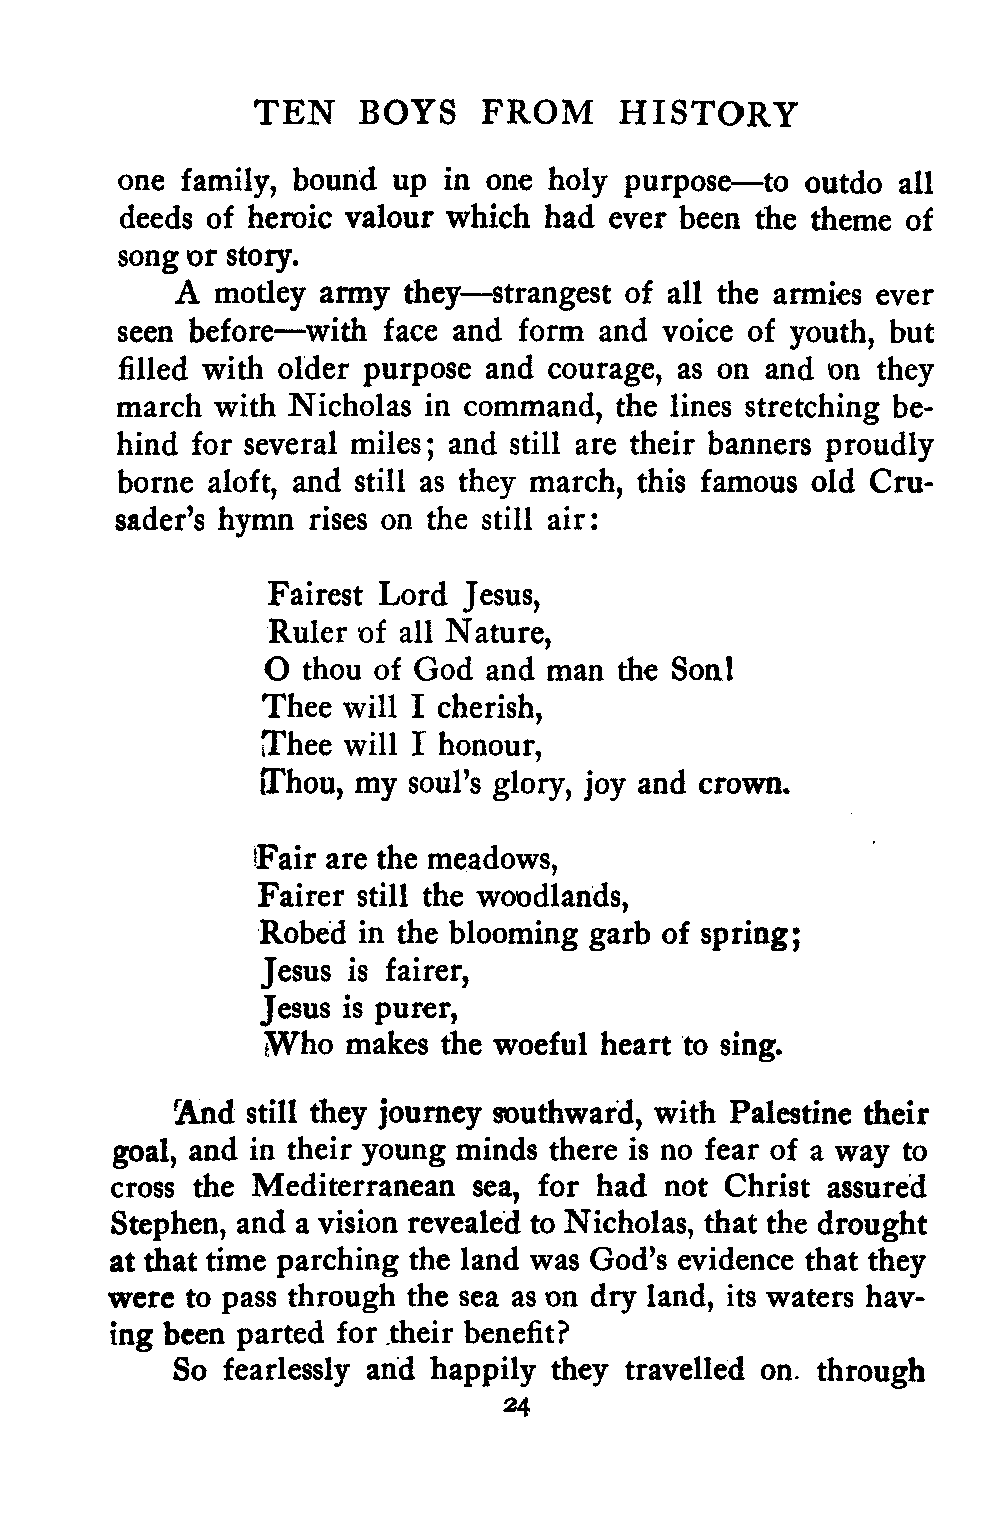 TEN BOYS FROM HISTORY
one family, bound up in one holy purpose—to outdo all
deeds of heroic valour which had ever been the theme of
song or story.
A motley army they—strangest of all the armies ever
seen before—with face and form and voice of youth, but
filled with older purpose and courage, as on and on they
march with Nicholas in command, the lines stretching be-
hind for several miles; and still are their banners proudly
borne aloft, and still as they march, this famous old Cru-
sader's hymn rises on the still air:
Fairest Lord Jesus,
Ruler of all Nature,
O thou of God and man the Son!
Thee will I cherish,
Thee will I honour,
Thou, my soul's glory, joy and crown.
Fair are the meadows,
Fairer still the woodlands,
Robed in the blooming garb of spring;
Jesus is fairer,
Jesus is purer,
Who makes the woeful heart to sing.
And still they journey southward, with Palestine their
goal, and in their young minds there is no fear of a way to
cross the Mediterranean sea, for had not Christ assured
Stephen, and a vision revealed to Nicholas, that the drought
at that time parching the land was God's evidence that they
were to pass through the sea as on dry land, its waters hav-
ing been parted for their benefit?
So fearlessly and happily they travelled on. through
24